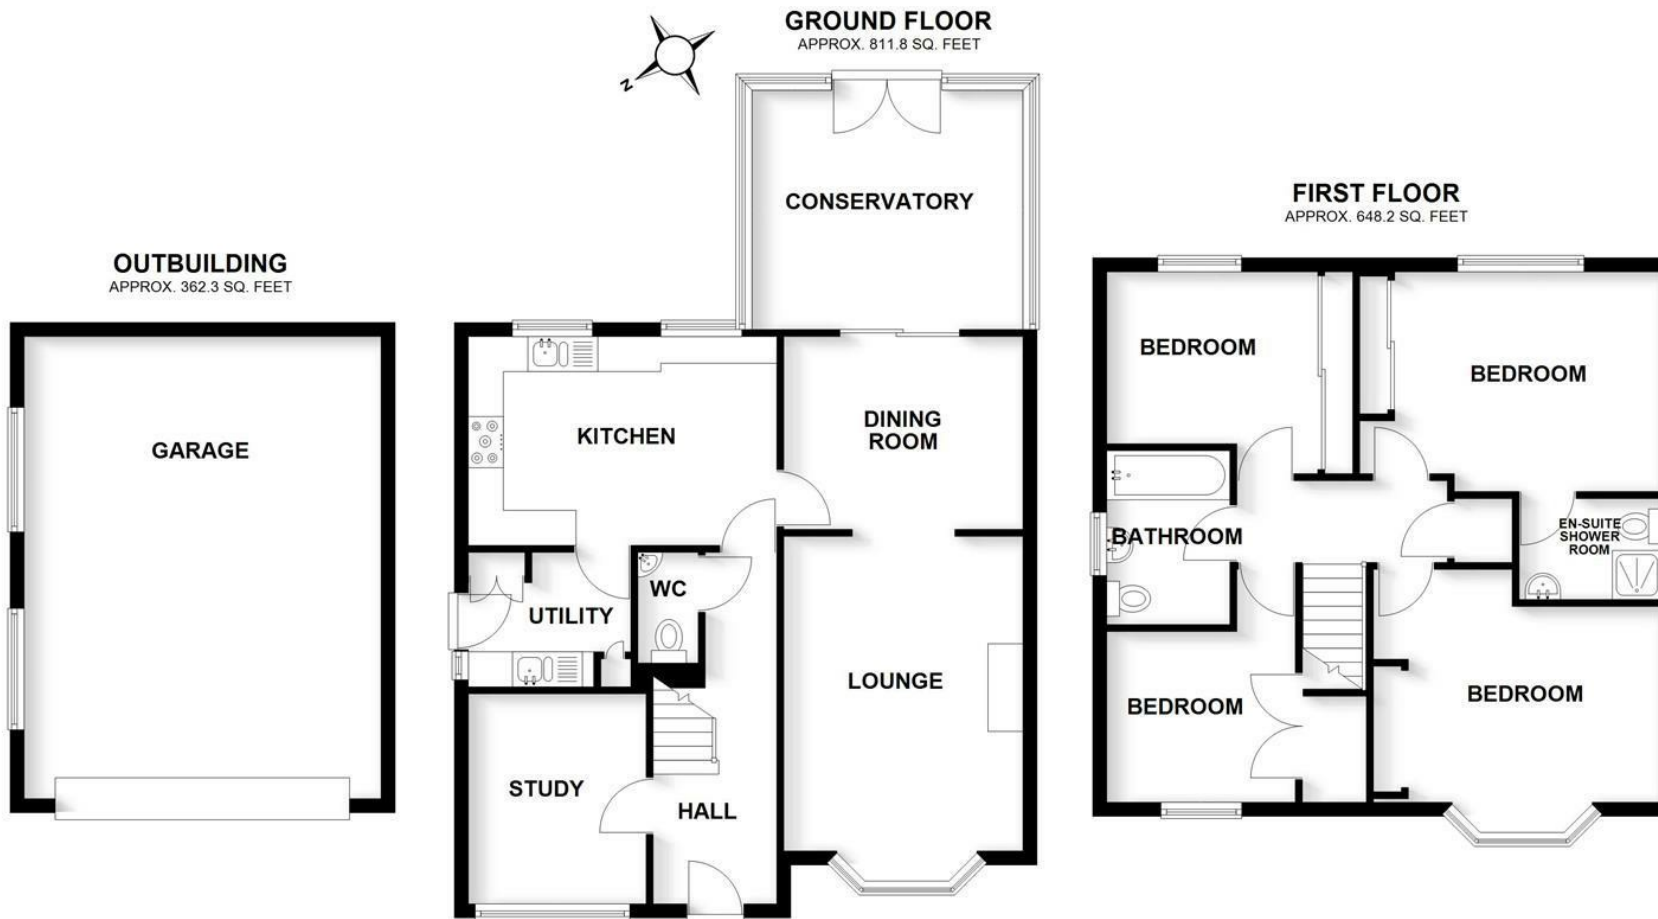 GROUND FLOOR
APPROX. 811.8 SQ. FEET
N
CONSERVATORY
FIRST FLOOR
APPROX. 648.2 SQ. FEET
OUTBUILDING
APPROX. 362.3 SQ. FEET
GARAGE
KITCHEN
DINING
ROOM
WC
UTILITY
LOUNGE
STUDY
HALL
BEDROOM
BEDROOM
BATHROOM
EN-SUITE
SHOWER
ROOM
BEDROOM
BEDROOM